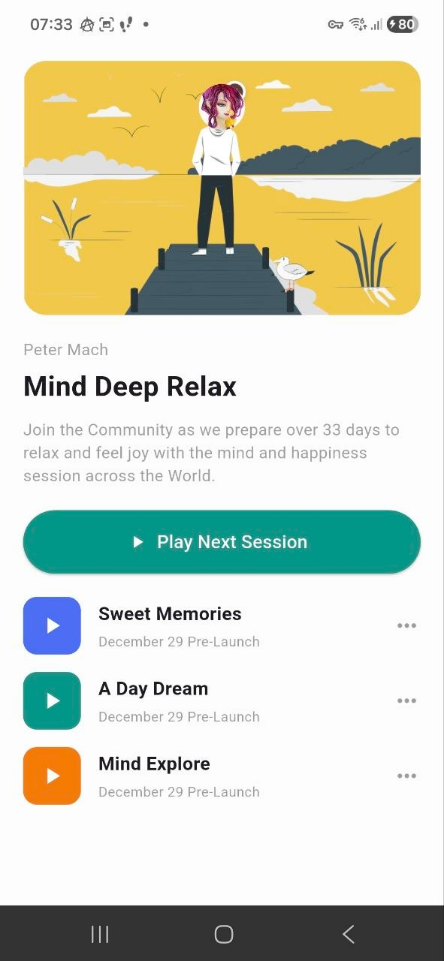 07:33
80
Peter Mach
Mind Deep Relax
Join the Community as we prepare over 33 days to
relax and feel joy with the mind and happiness
session across the World.
Play Next Session
Sweet Memories
December 29 Pre-Launch
A Day Dream
December 29 Pre-Launch
Mind Explore
December 29 Pre-Launch